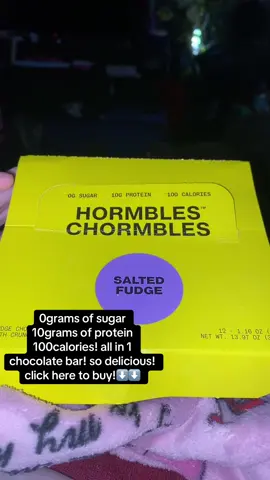 0G SUGAR 10G PROTEIN 100 CALORIES
HORMBLES™
CHORMBLES
SALTED
FUDGE
12 - 1.16 OZ
NET WT. 13.97 OZ
0grams of sugar
10grams of protein
100calories! all in 1
chocolate bar! so delicious!
click here to buy!⬇️⬇️